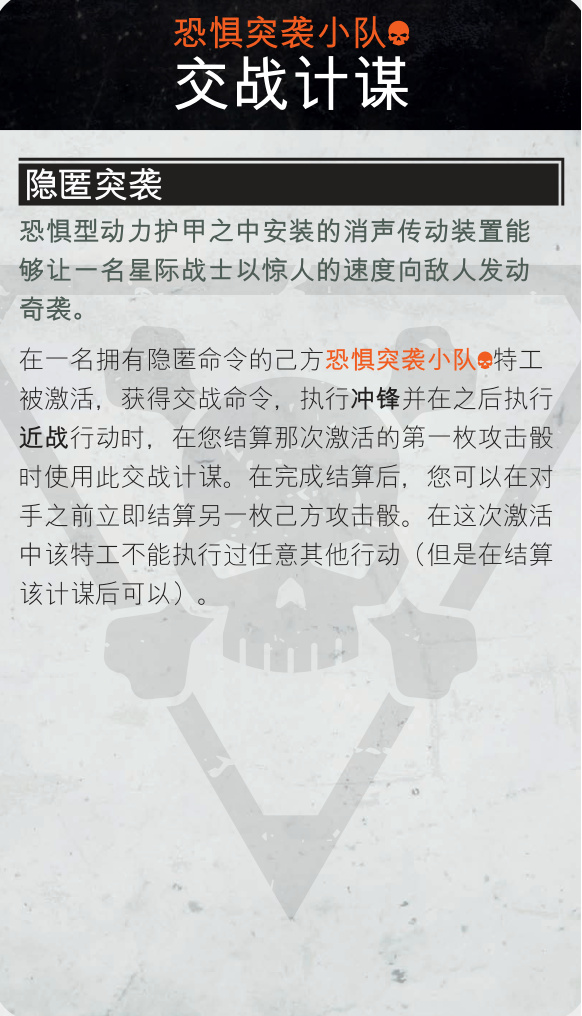 恐惧突袭小队
交战计谋
隐匿突袭
恐惧型动力护甲之中安装的消声传动装置能
够让一名星际战士以惊人的速度向敌人发动
奇袭。
在一名拥有隐匿命令的己方恐惧突袭小队特工
被激活，获得交战命令，执行冲锋并在之后执行
近战行动时，在您结算那次激活的第一枚攻击骰
时使用此交战计谋。在完成结算后，您可以在对
手之前立即结算另一枚己方攻击骰。在这次激活
中该特工不能执行过任意其他行动（但是在结算
该计谋后可以）。